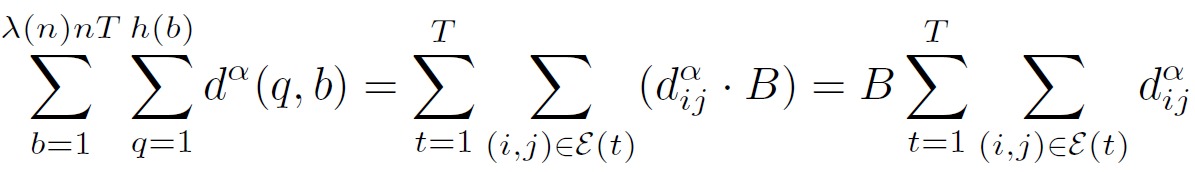 $$\sum_{b=1}^{\lambda(n)nT} \sum_{q=1}^{h(b)} d^{\alpha}(q,b) = \sum_{t=1}^{T} \sum_{(i,j)\in\mathcal{E}(t)} (d_{ij}^{\alpha} \cdot B) = B \sum_{t=1}^{T} \sum_{(i,j)\in\mathcal{E}(t)} d_{ij}^{\alpha}$$